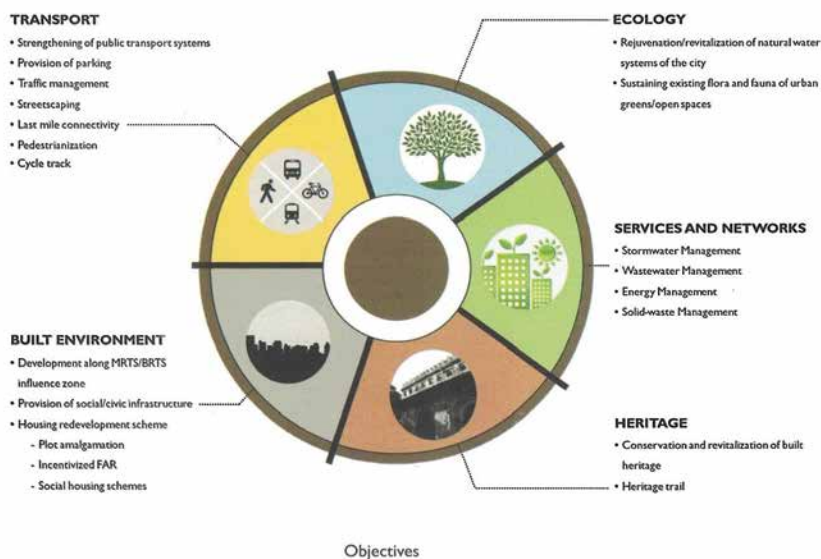 TRANSPORT
• Strengthening of public transport systems
• Provision of parking
• Traffic management
• Streetscaping
• Last mile connectivity
• Pedestrianization
• Cycle track
ECOLOGY
• Rejuvenation/revitalization of natural water
systems of the city
• Sustaining existing flora and fauna of urban
greens/open spaces
SERVICES AND NETWORKS
• Stormwater Management
• Wastewater Management
• Energy Management
• Solid-waste Management
BUILT ENVIRONMENT
• Development along MRTS/BRTS
influence zone
• Provision of social/civic infrastructure
• Housing redevelopment scheme
- Plot amalgamation
- Incentivized FAR
- Social housing schemes
HERITAGE
• Conservation and revitalization of built
heritage
• Heritage trail
Objectives